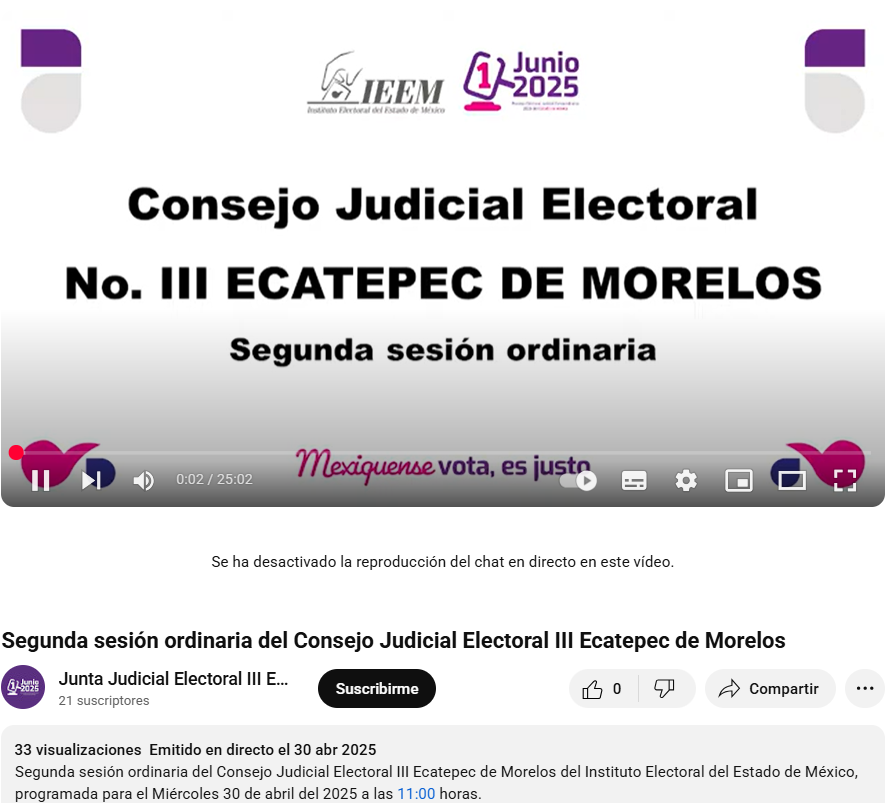 IEEM
Instituto Electoral del Estado de México
1 Junio
2025
Consejo Judicial Electoral
No. III ECATEPEC DE MORELOS
Segunda sesión ordinaria
Mexiquense vota, es justo
0:02 / 25:02
Se ha desactivado la reproducción del chat en directo en este vídeo.
Segunda sesión ordinaria del Consejo Judicial Electoral III Ecatepec de Morelos
Junio
2025
Junta Judicial Electoral III E...
21 suscriptores
Suscribirme
0
Compartir
33 visualizaciones Emitido en directo el 30 abr 2025
Segunda sesión ordinaria del Consejo Judicial Electoral III Ecatepec de Morelos del Instituto Electoral del Estado de México,
programada para el Miércoles 30 de abril del 2025 a las 11:00 horas.